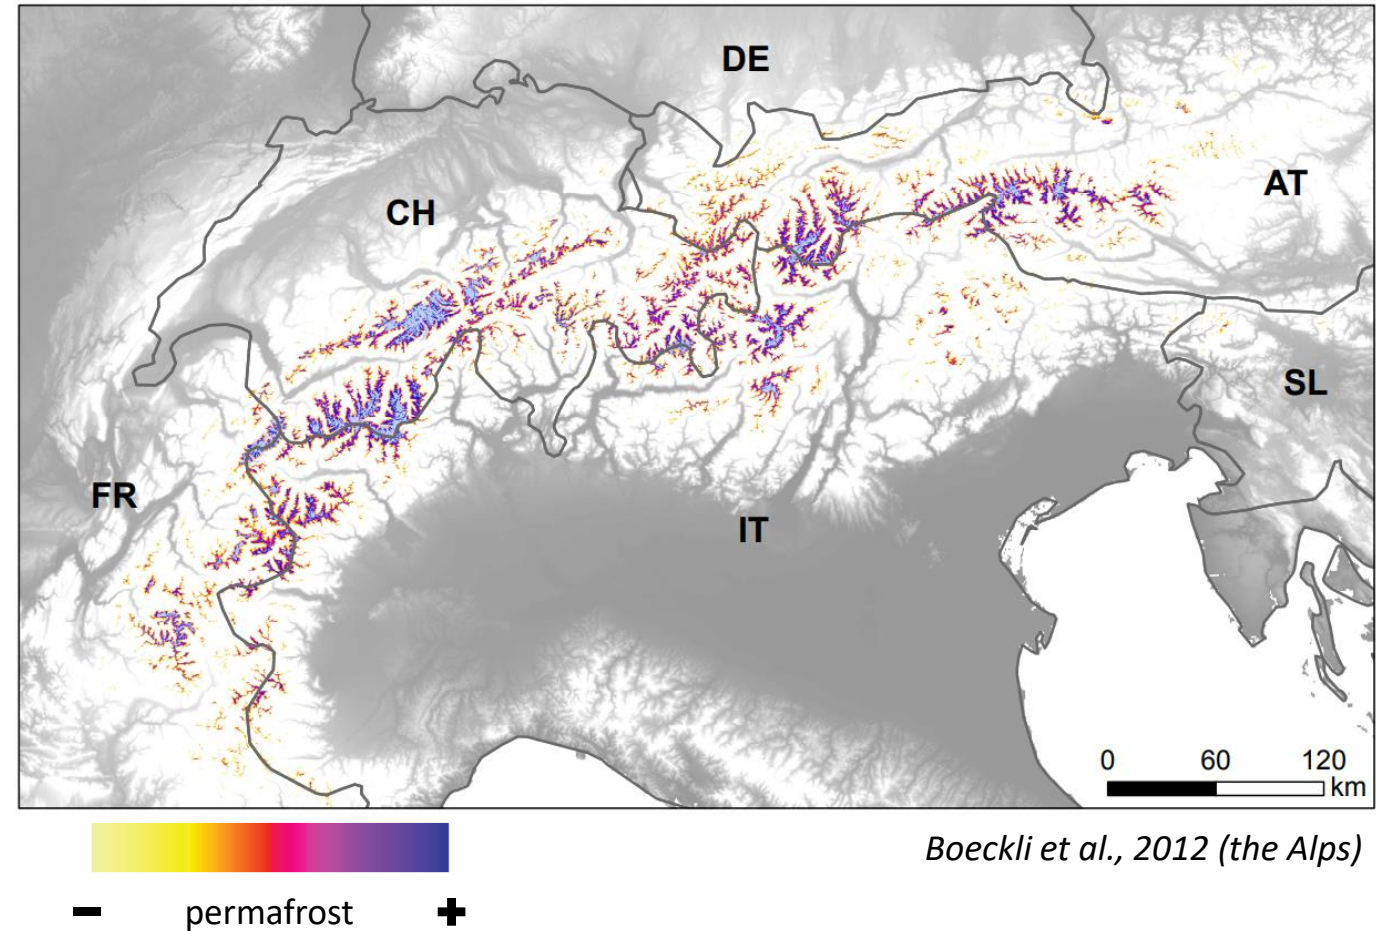 DE
AT
CH
SL
FR
IT
0 60 120
km
Boeckli et al., 2012 (the Alps)
− permafrost +